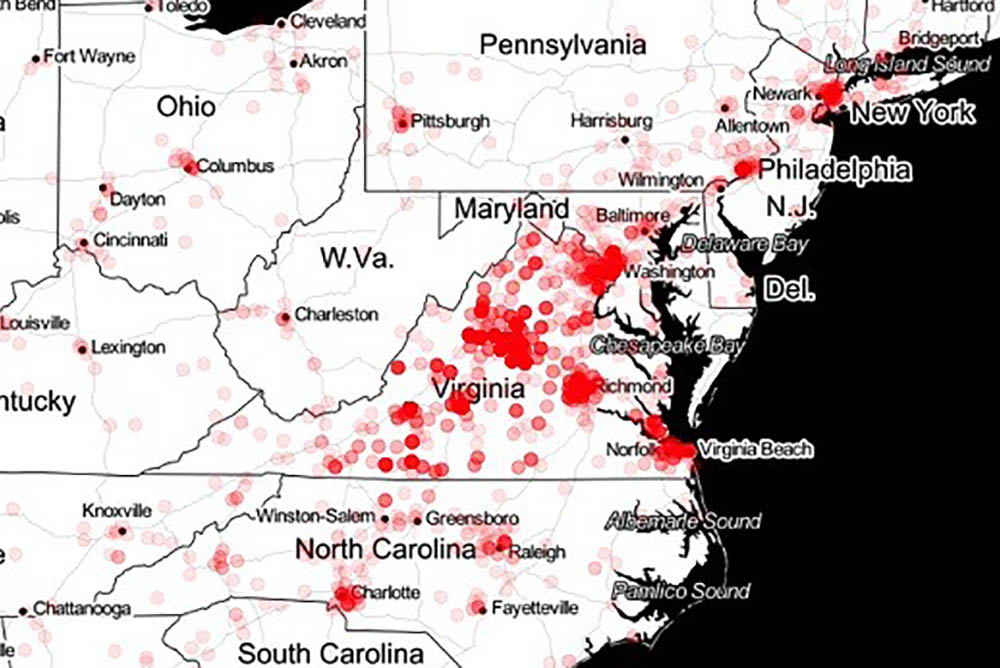 n Bend
Toledo
Cleveland
Hartford
Pennsylvania
Bridgeport
Fort Wayne
Akron
Long Island Sound
Newark
Ohio
New York
Pittsburgh
Harrisburg
Allentown
a
Columbus
Philadelphia
Wilmington
Dayton
Maryland
N.J.
Baltimore
olis
Cincinnati
Delaware Bay
W.Va.
Washington
Del.
Charleston
Louisville
Lexington
Chesapeake Bay
Virginia
Richmond
ntucky
Norfolk
Virginia Beach
Knoxville
Winston-Salem
Greensboro
Albemarle Sound
North Carolina
Raleigh
e
Charlotte
Pamlico Sound
Chattanooga
Fayetteville
lle
South Carolina